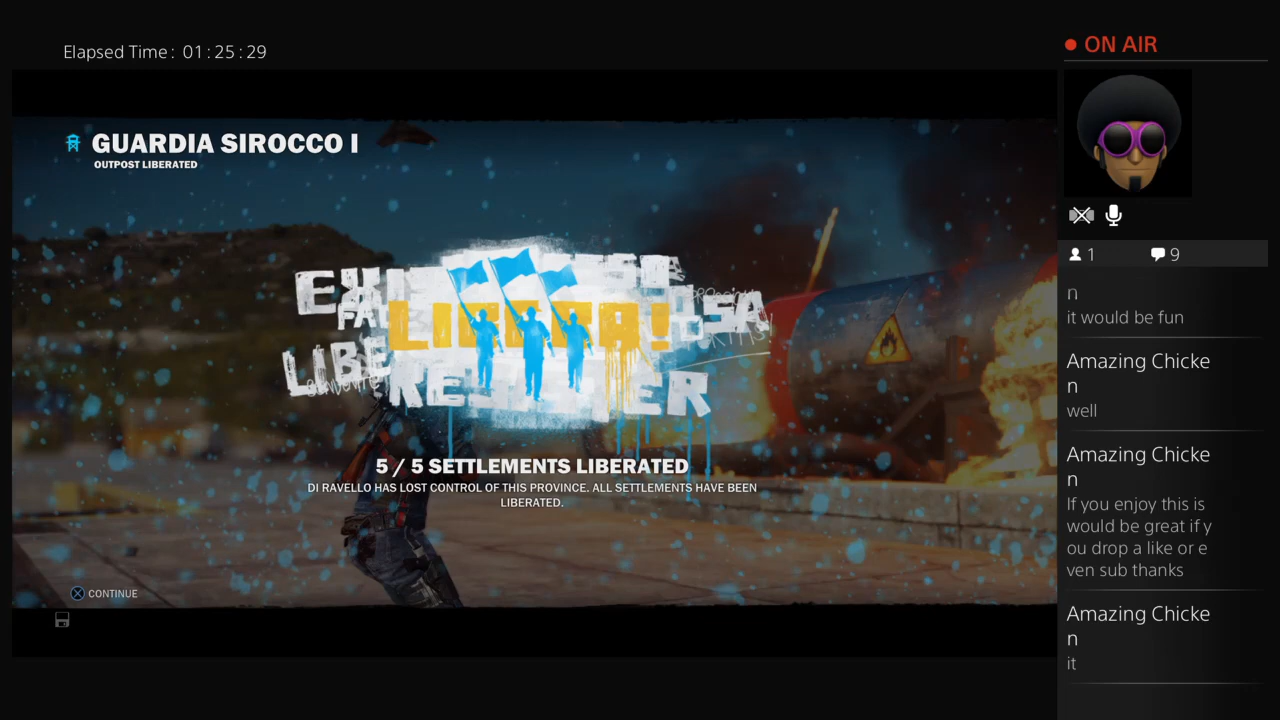 Elapsed Time: 01:25:29
ON AIR
GUARDIA SIROCCO I
OUTPOST LIBERATED
LIBERA!
5 / 5 SETTLEMENTS LIBERATED
DI RAVELLO HAS LOST CONTROL OF THIS PROVINCE. ALL SETTLEMENTS HAVE BEEN
LIBERATED.
CONTINUE
1
9
n
it would be fun
Amazing Chicke
n
well
Amazing Chicke
n
If you enjoy this is
would be great if y
ou drop a like or e
ven sub thanks
Amazing Chicke
n
it